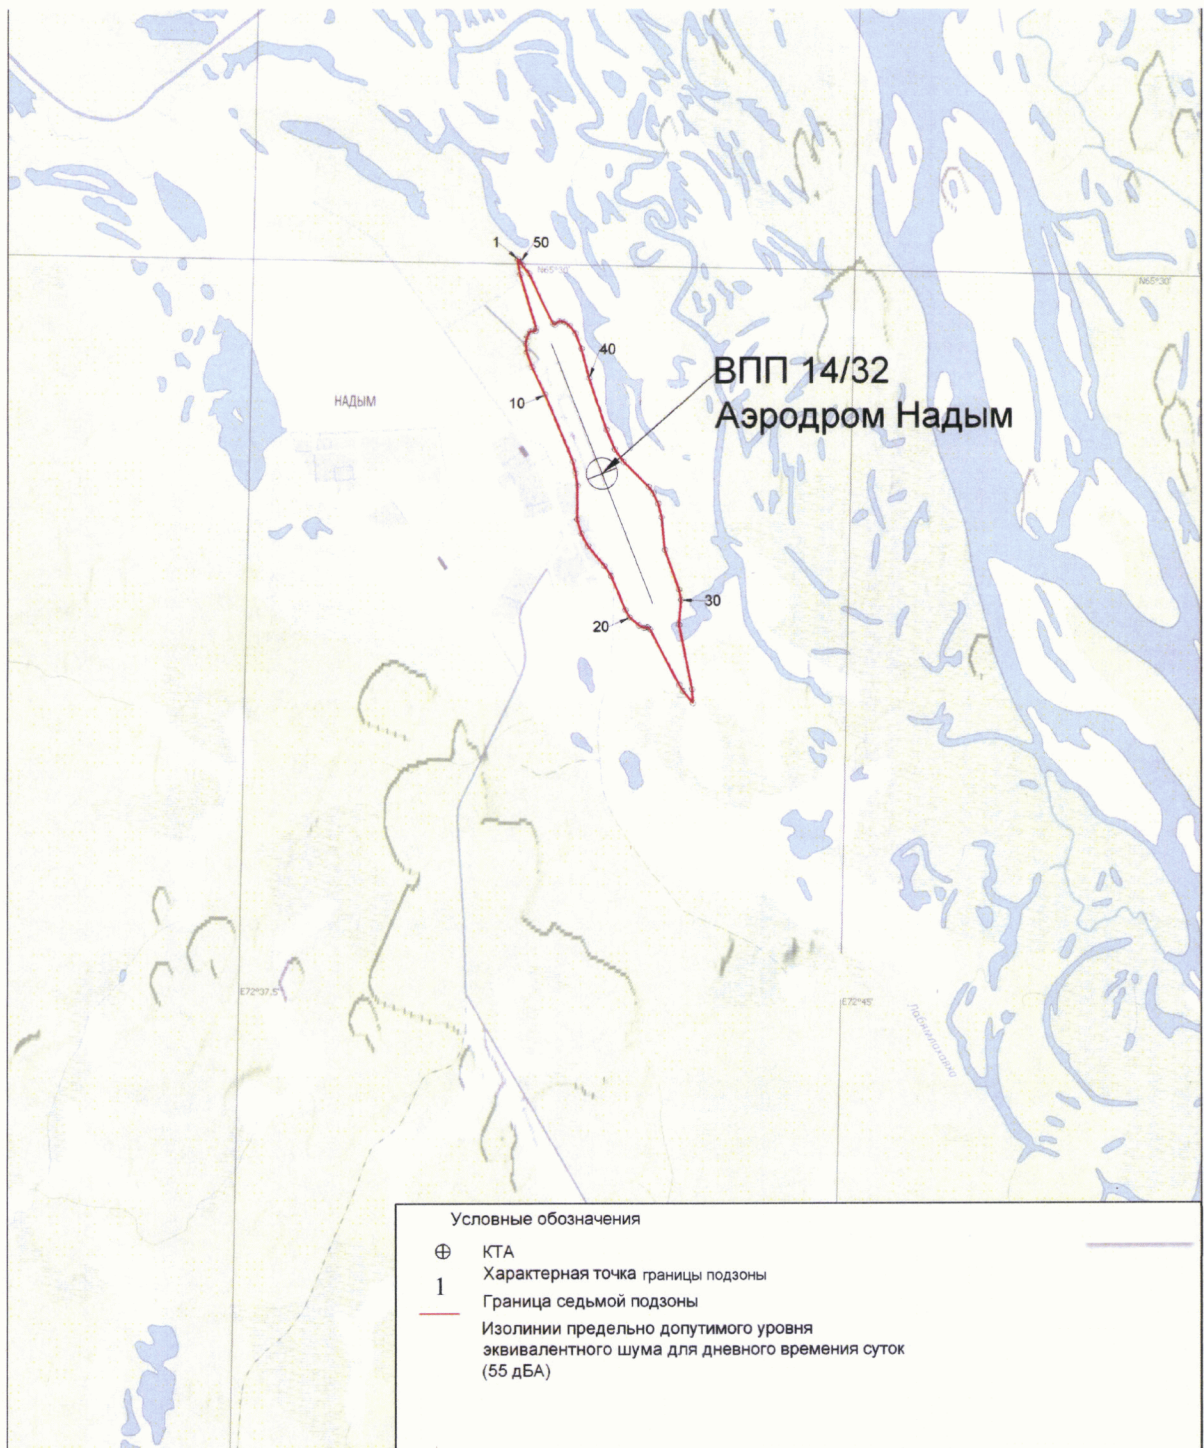 1
50
N65°30'
N65°30'
40
ВПП 14/32
Аэродром Надым
НАДЫМ
10
30
20
E72°37,5'
E72°45'
Условные обозначения
КТА
1 Характерная точка границы подзоны
Граница седьмой подзоны
Изолинии предельно допутимого уровня
эквивалентного шума для дневного времени суток
(55 дБА)